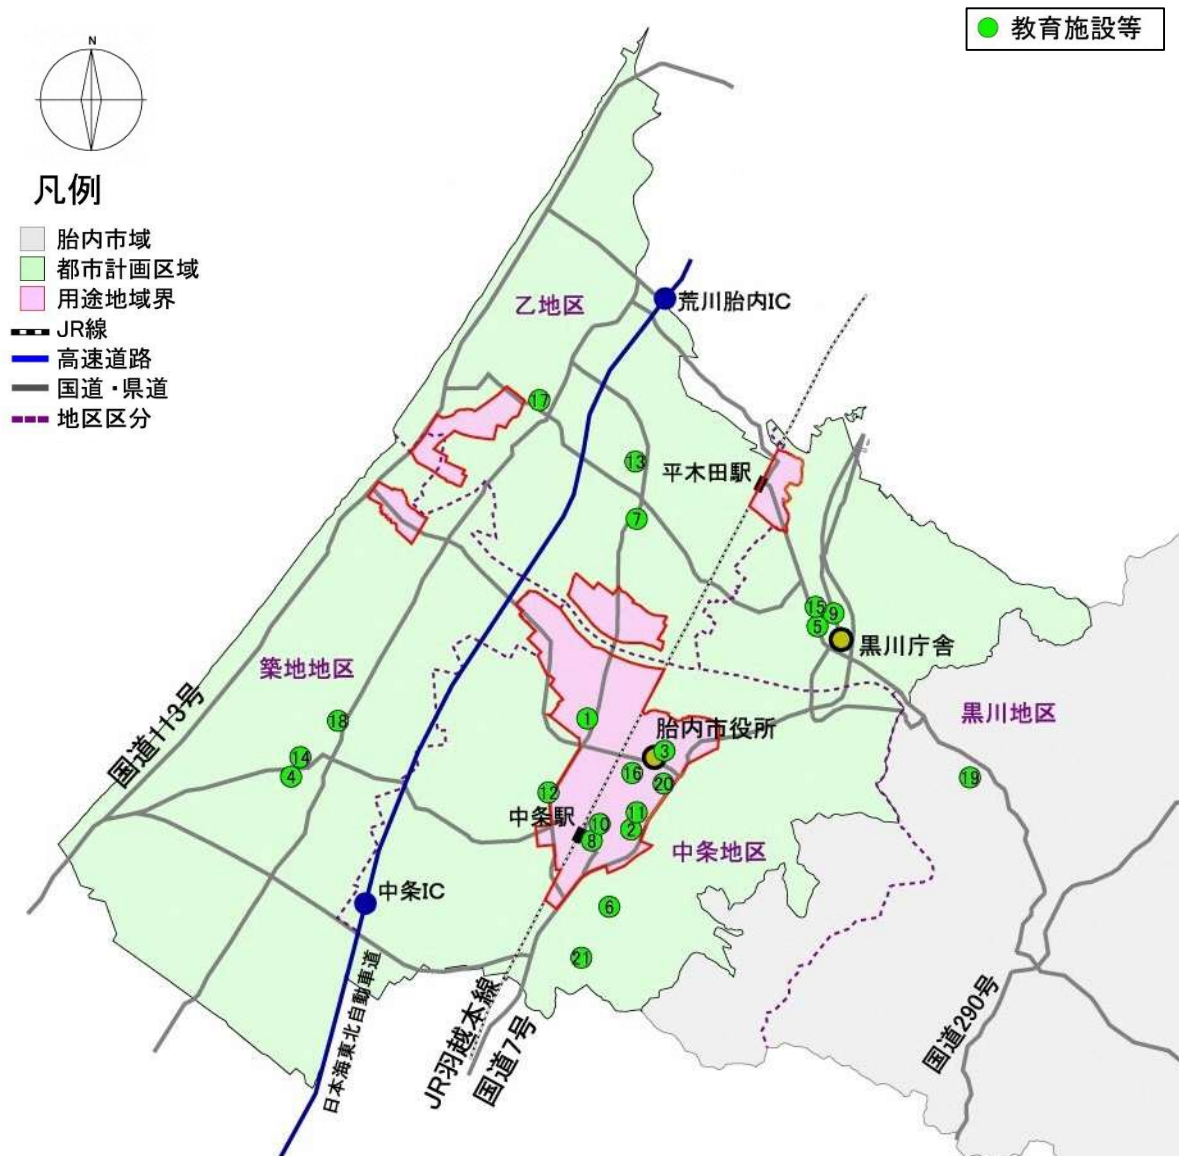 教育施設等
N
凡例
胎内市域
都市計画区域
用途地域界
JR線
高速道路
国道・県道
地区区分
荒川胎内IC
乙地区
17
13
平木田駅
7
15
9
5
黒川庁舎
築地地区
国道113号
18
14
4
1
胎内市役所
3
16
20
12
中条駅
10
11
2
8
黒川地区
19
中条地区
中条IC
6
21
日本海東北自動車道
JR羽越本線
国道7号
国道290号